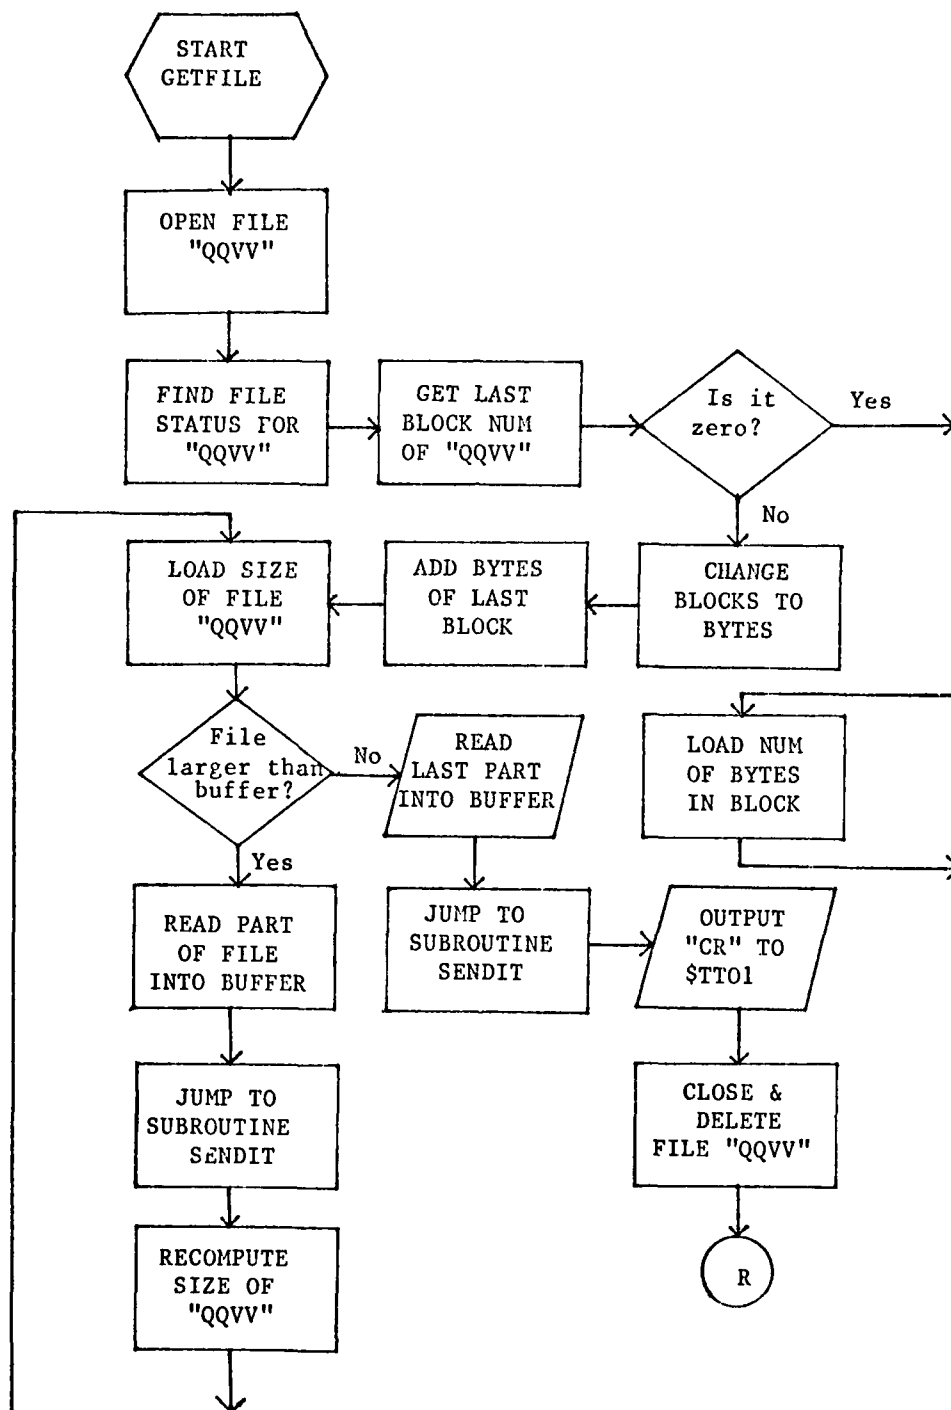 START
GETFILE
OPEN FILE
"QQVV"
FIND FILE
STATUS FOR
"QQVV"
GET LAST
BLOCK NUM
OF "QQVV"
Is it
zero?
Yes
No
CHANGE
BLOCKS TO
BYTES
ADD BYTES
OF LAST
BLOCK
LOAD SIZE
OF FILE
"QQVV"
File
larger than
buffer?
No
Yes
READ
LAST PART
INTO BUFFER
LOAD NUM
OF BYTES
IN BLOCK
READ PART
OF FILE
INTO BUFFER
JUMP TO
SUBROUTINE
SENDIT
OUTPUT
"CR" TO
$TTO1
JUMP TO
SUBROUTINE
SENDIT
CLOSE &
DELETE
FILE "QQVV"
RECOMPUTE
SIZE OF
"QQVV"
R